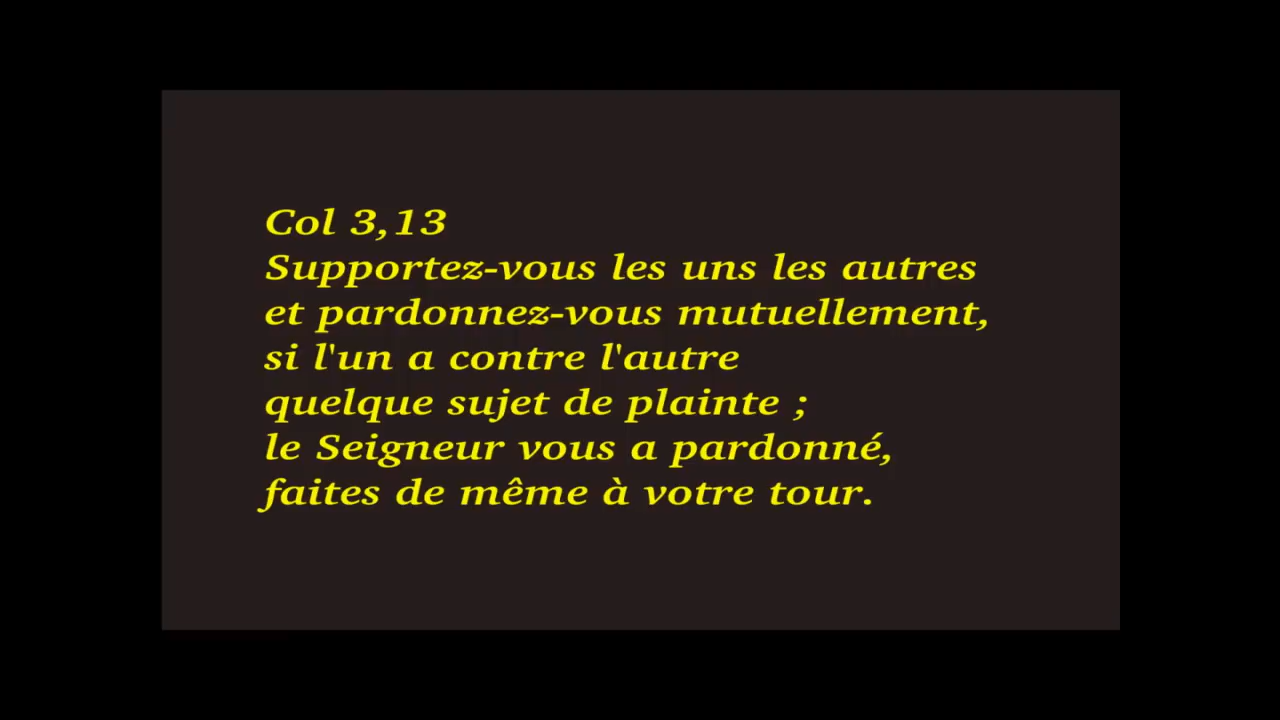 Col 3,13
Supportez-vous les uns les autres
et pardonnez-vous mutuellement,
si l'un a contre l'autre
quelque sujet de plainte ;
le Seigneur vous a pardonné,
faites de même à votre tour.